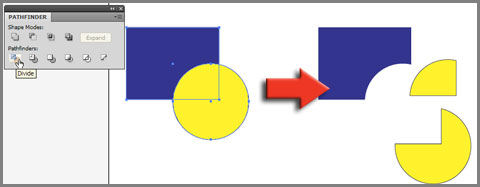 PATHFINDER
Shape Modes:
Expand
Pathfinders:
Divide